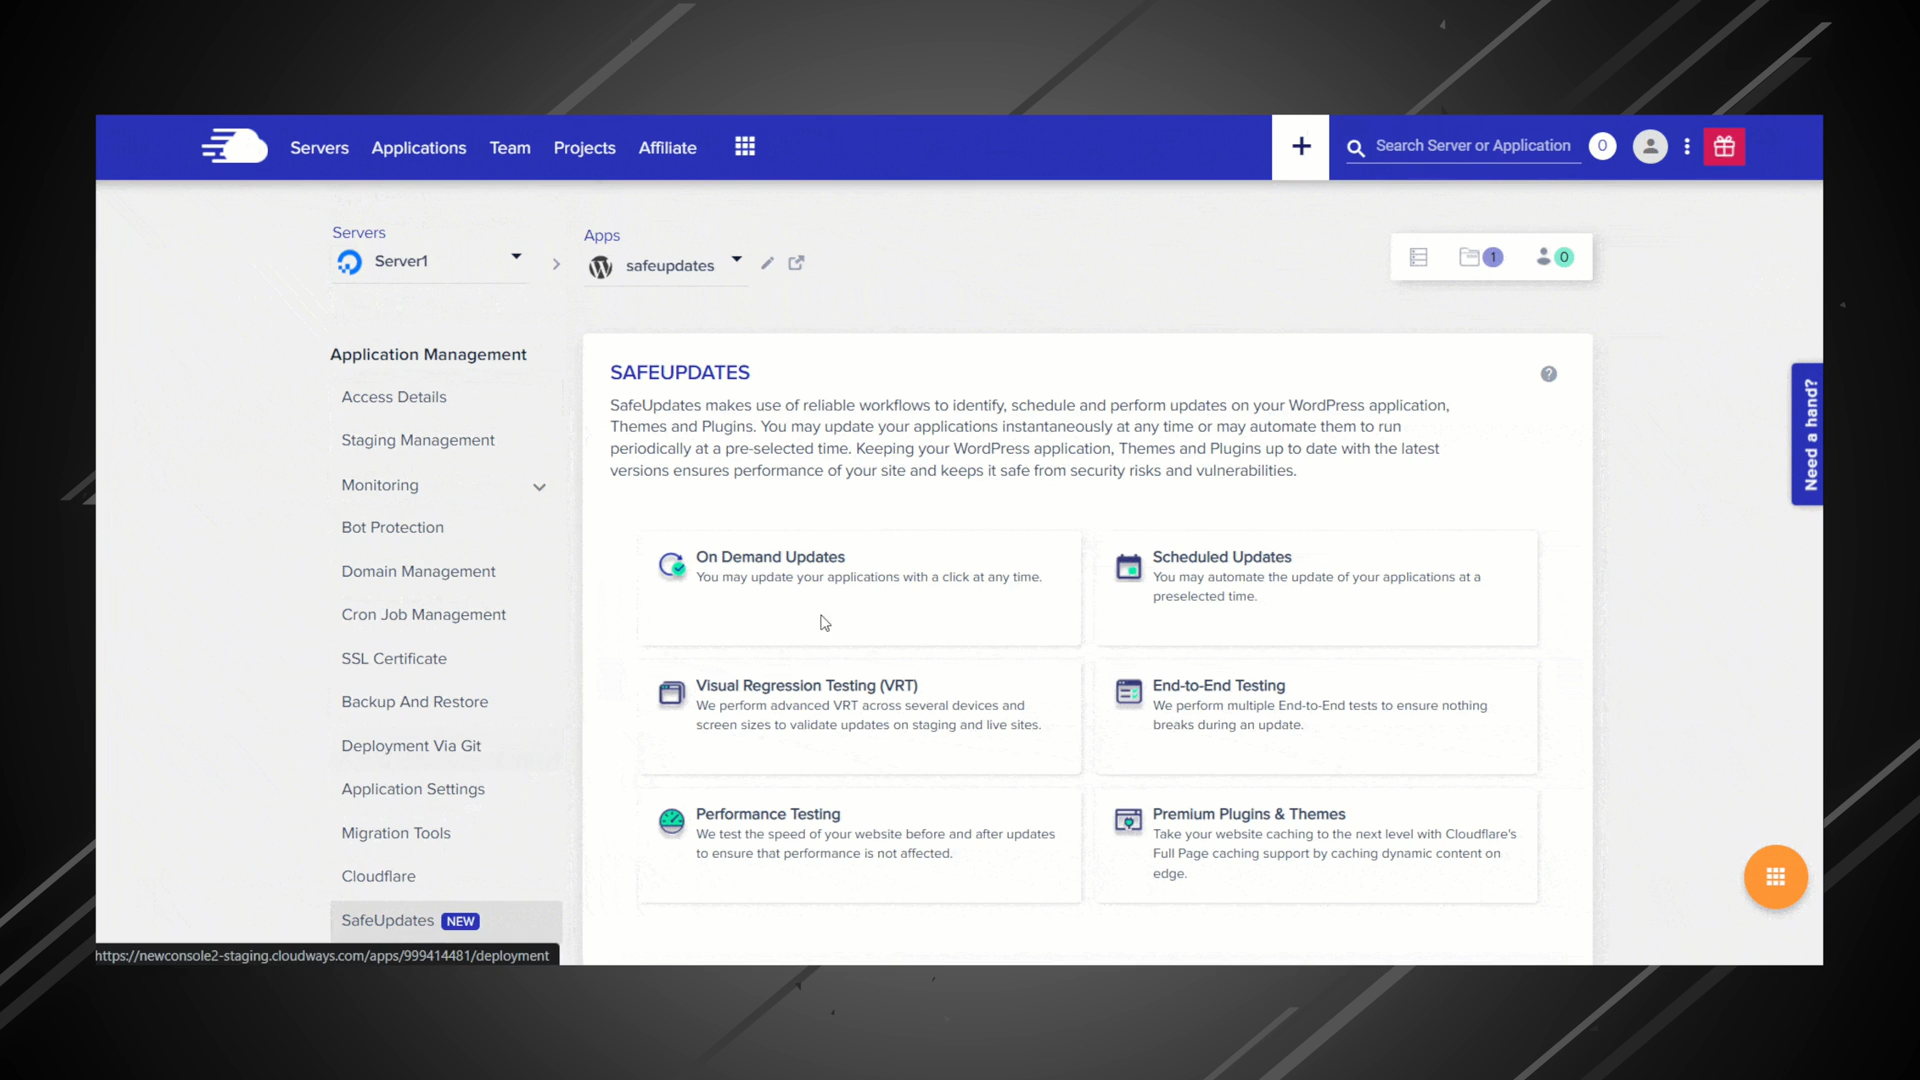 Servers Applications Team Projects Affiliate
+ Search Server or Application 0
Servers
Server1
Apps
safeupdates
1 0
Application Management
Access Details
Staging Management
Monitoring
Bot Protection
Domain Management
Cron Job Management
SSL Certificate
Backup And Restore
Deployment Via Git
Application Settings
Migration Tools
Cloudflare
SafeUpdates NEW
SAFEUPDATES
?
SafeUpdates makes use of reliable workflows to identify, schedule and perform updates on your WordPress application,
Themes and Plugins. You may update your applications instantaneously at any time or may automate them to run
periodically at a pre-selected time. Keeping your WordPress application, Themes and Plugins up to date with the latest
versions ensures performance of your site and keeps it safe from security risks and vulnerabilities.
On Demand Updates
You may update your applications with a click at any time.
Scheduled Updates
You may automate the update of your applications at a
preselected time.
Visual Regression Testing (VRT)
We perform advanced VRT across several devices and
screen sizes to validate updates on staging and live sites.
End-to-End Testing
We perform multiple End-to-End tests to ensure nothing
breaks during an update.
Performance Testing
We test the speed of your website before and after updates
to ensure that performance is not affected.
Premium Plugins & Themes
Take your website caching to the next level with Cloudflare's
Full Page caching support by caching dynamic content on
edge.
Need a hand?
https://newconsole2-staging.cloudways.com/apps/999414481/deployment